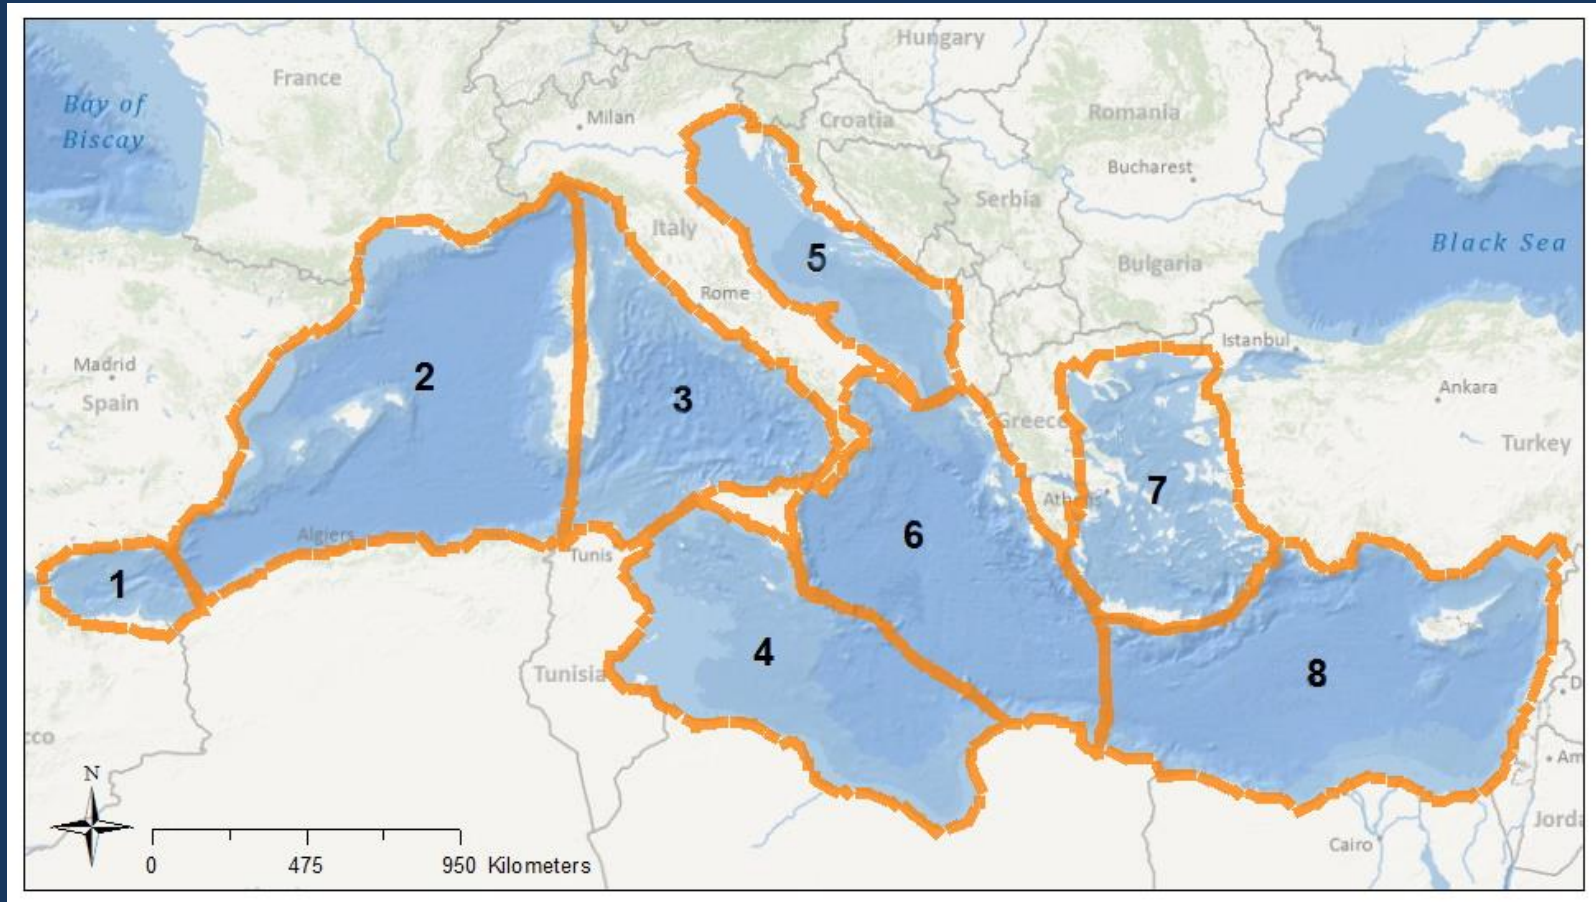 Hungary
France
Bay of
Biscay
Milan
Croatia
Romania
Bucharest
Serbia
Italy
Black Sea
5
Bulgaria
Rome
Istanbul
Madrid
2
Ankara
3
Spain
Greece
Turkey
7
Algiers
6
Tunis
1
4
Tunisia
8
N
Cairo
0 475 950 Kilometers